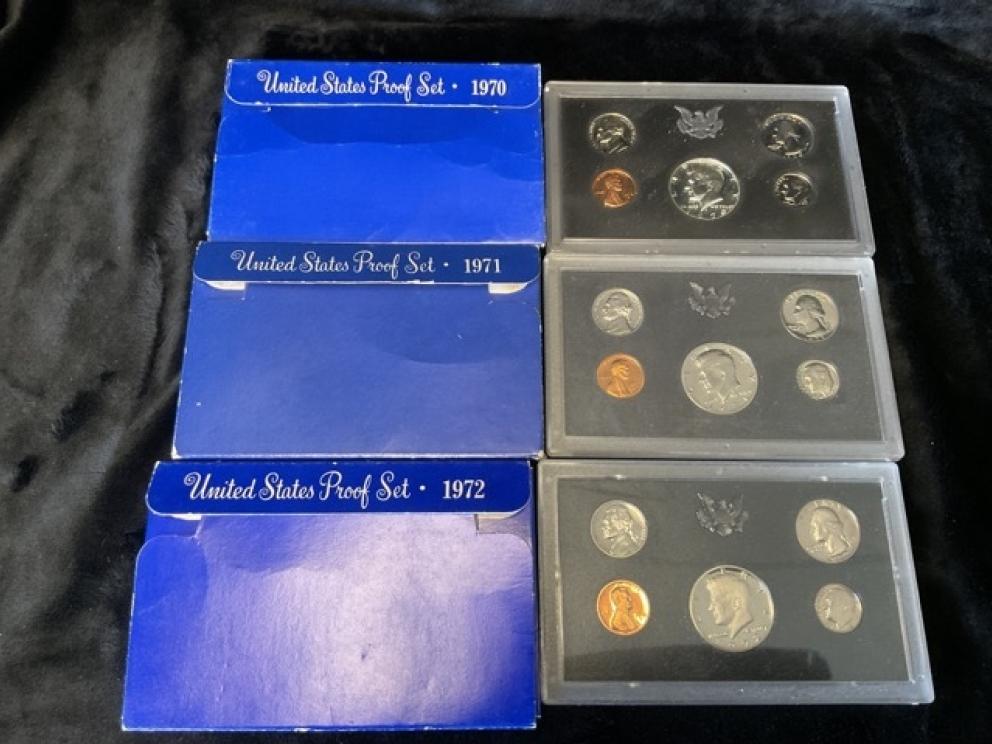 United States Proof Set · 1970
United States Proof Set · 1971
United States Proof Set · 1972